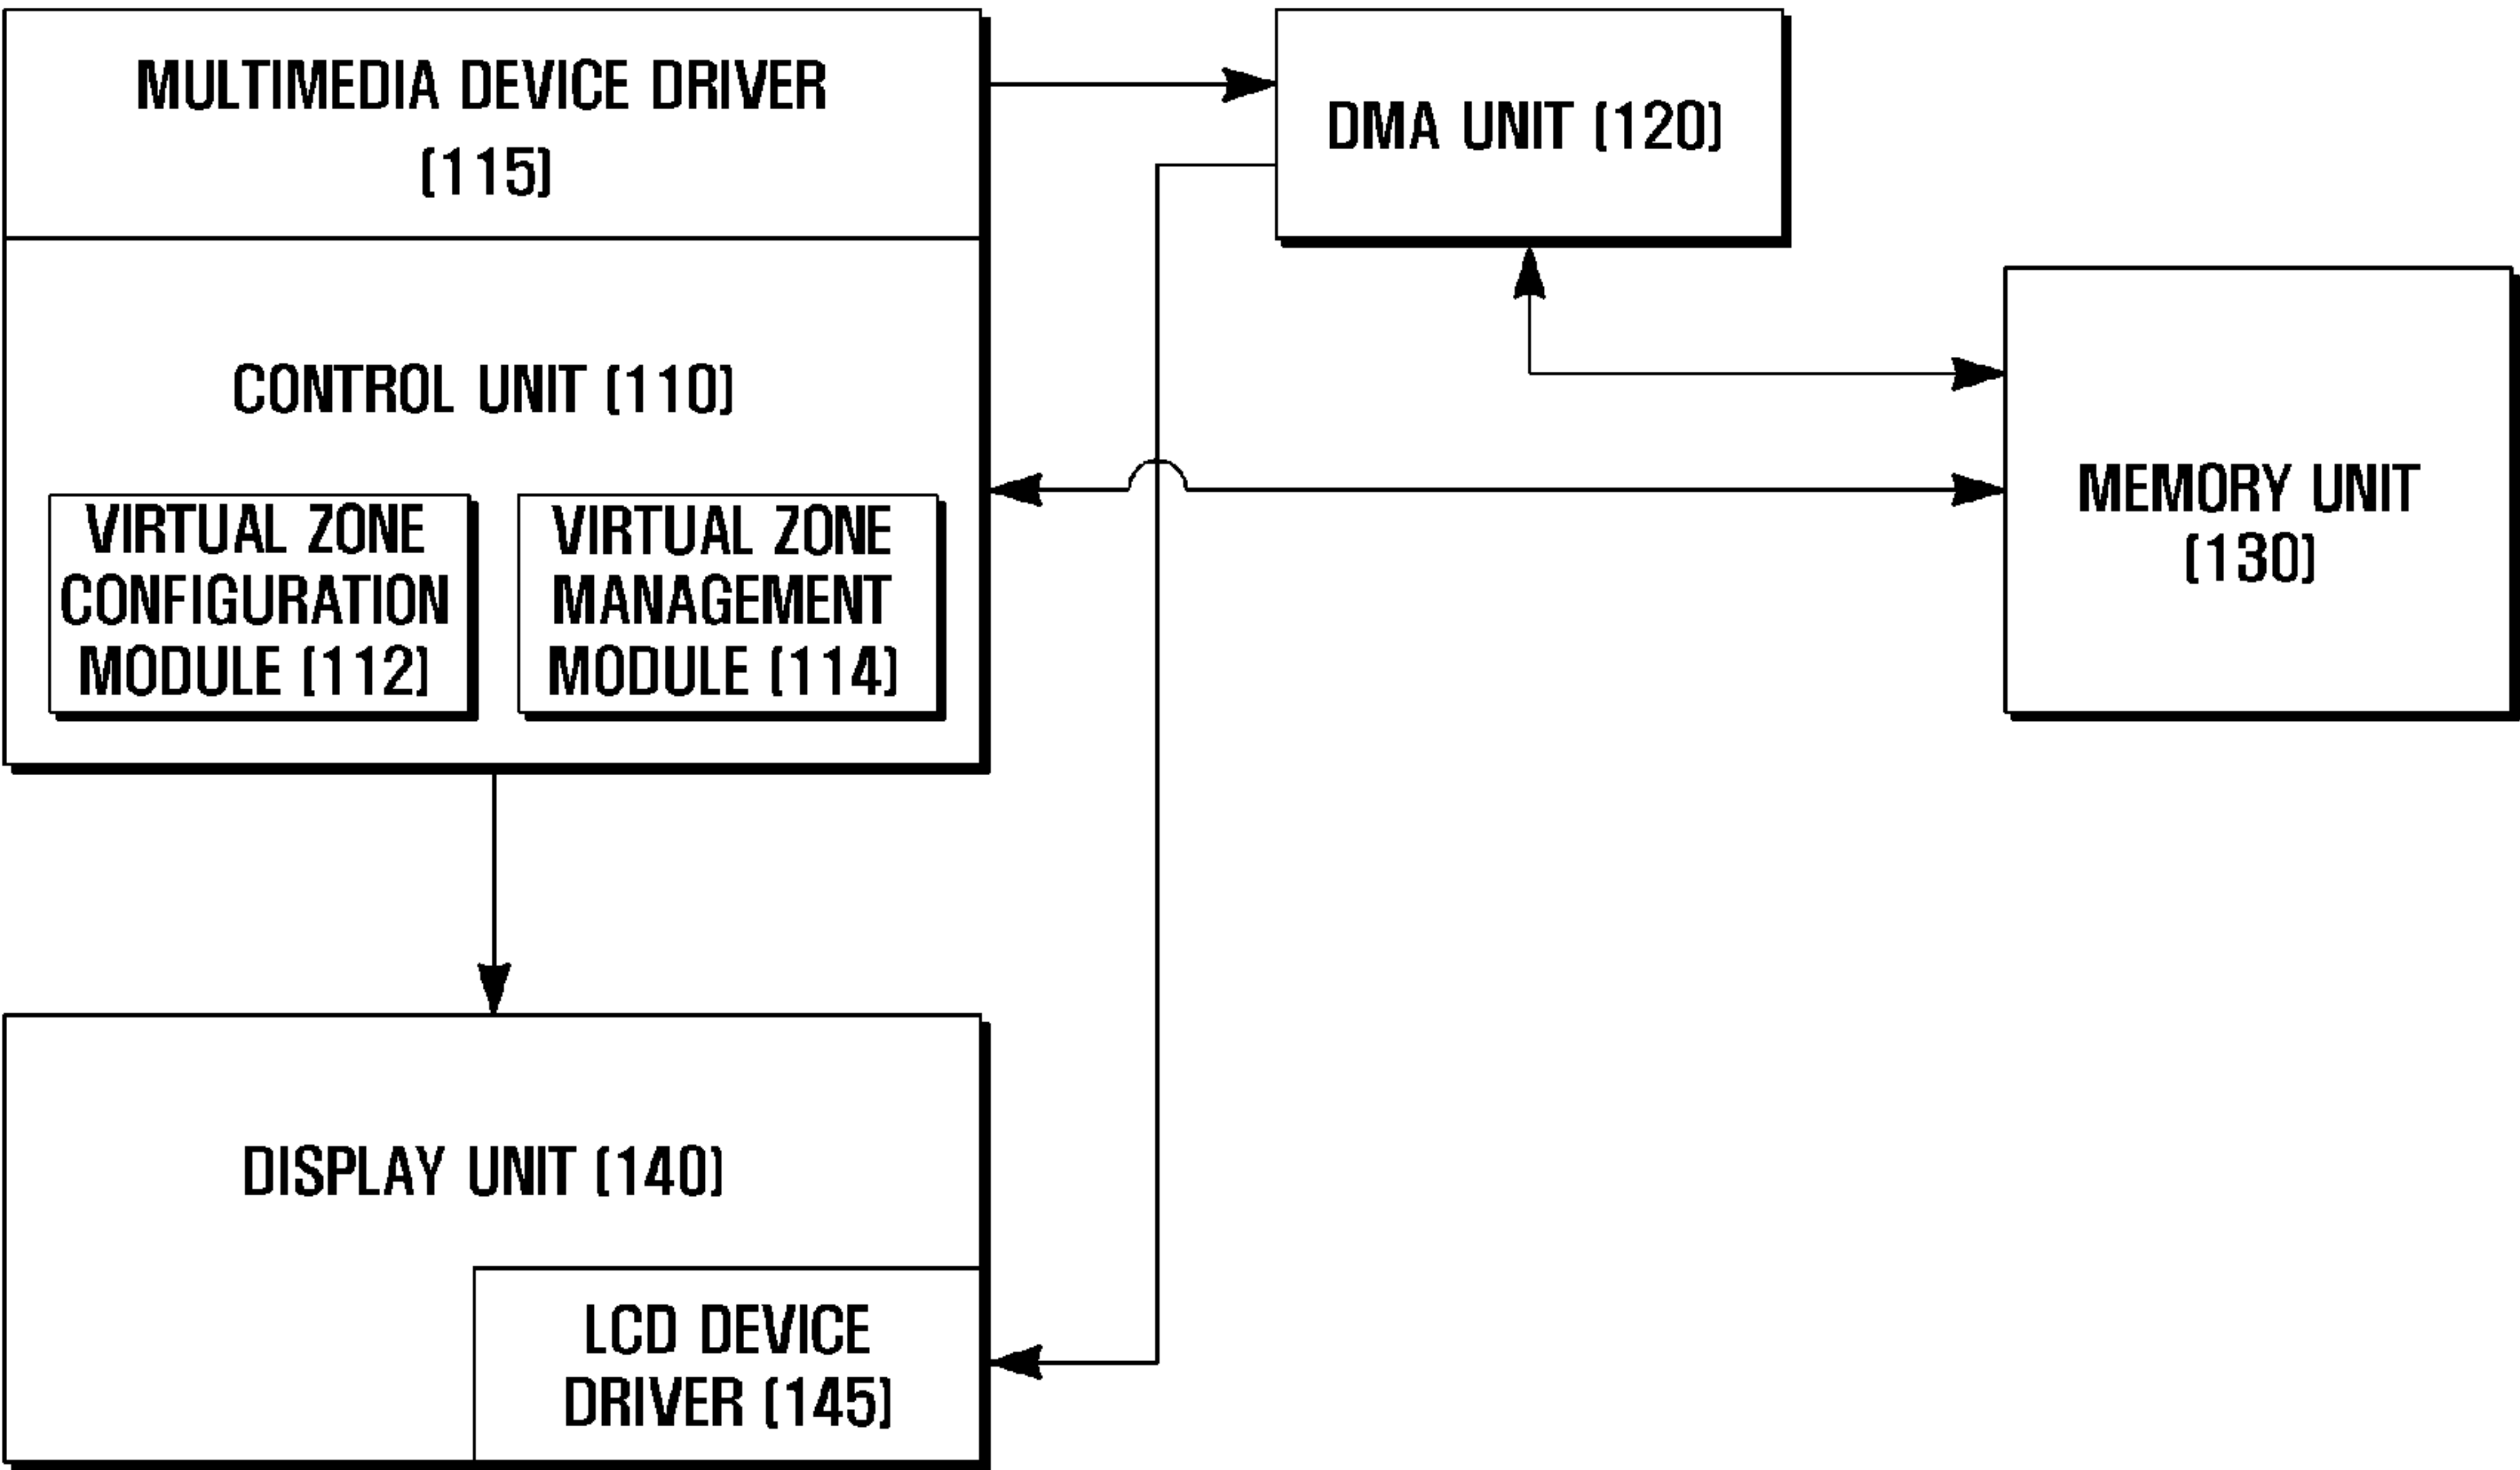 MULTIMEDIA DEVICE DRIVER
(115)
DMA UNIT (120)
CONTROL UNIT (110)
VIRTUAL ZONE
CONFIGURATION
MODULE (112)
VIRTUAL ZONE
MANAGEMENT
MODULE (114)
MEMORY UNIT
(130)
DISPLAY UNIT (140)
LCD DEVICE
DRIVER (145)